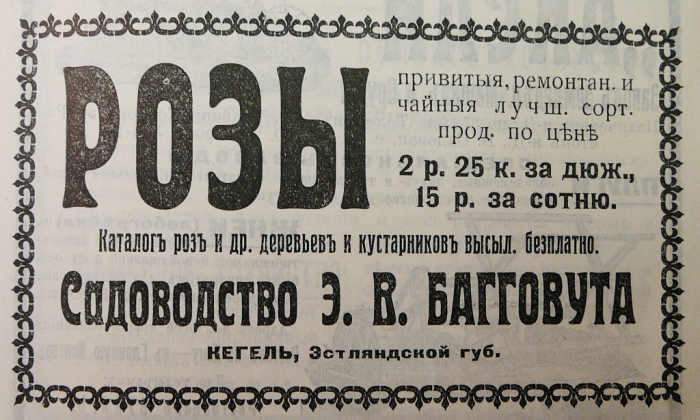 РОЗЫ
привитыя, ремонтан. и
чайныя лучш. сорт.
прод. по цѣнѣ
2 р. 25 к. за дюж.,
15 р. за сотню.
Каталогъ розъ и др. деревьевъ и кустарниковъ высыл. безплатно.
Садоводство Э. В. БАГГОВУТА
КЕГЕЛЬ, Эстляндской губ.